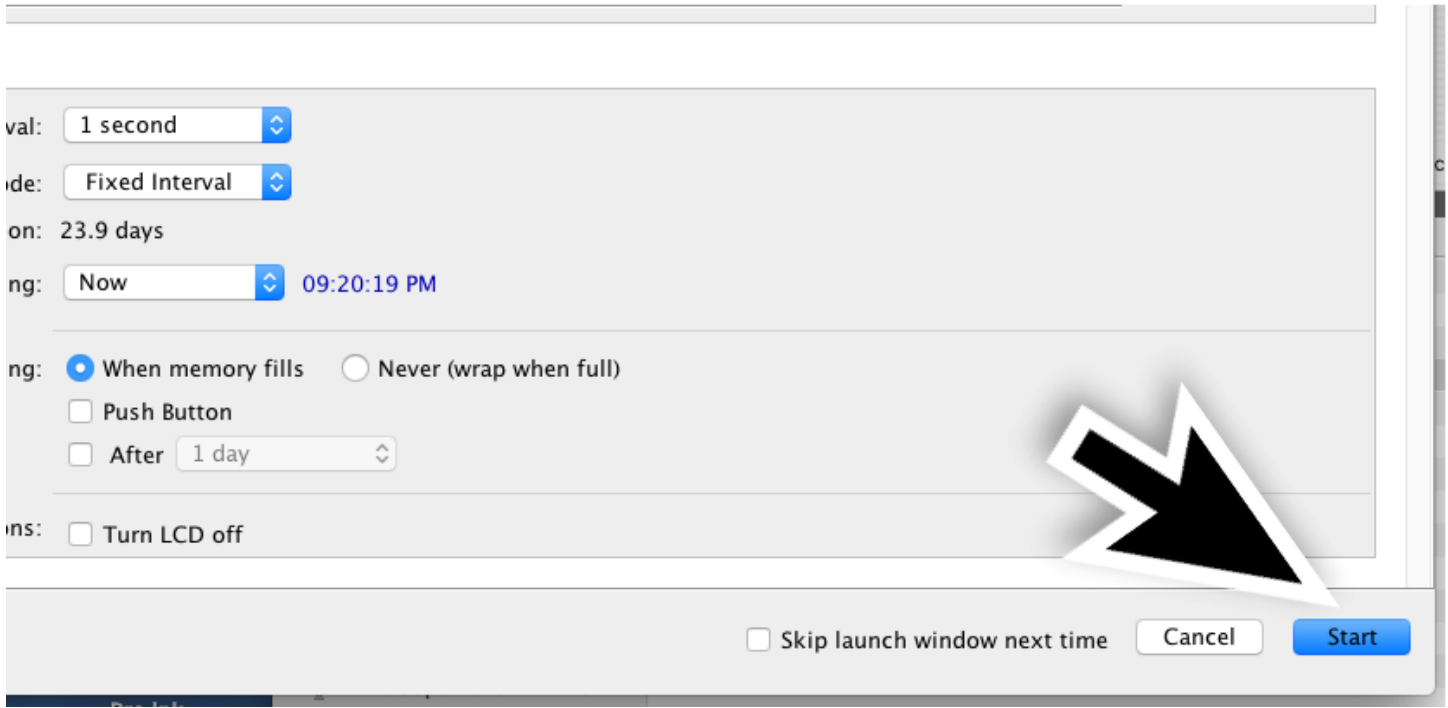 val: 1 second
ode: Fixed Interval
on: 23.9 days
ng: Now 09:20:19 PM
ng: When memory fills Never (wrap when full)
Push Button
After 1 day
ons: Turn LCD off
Skip launch window next time Cancel Start